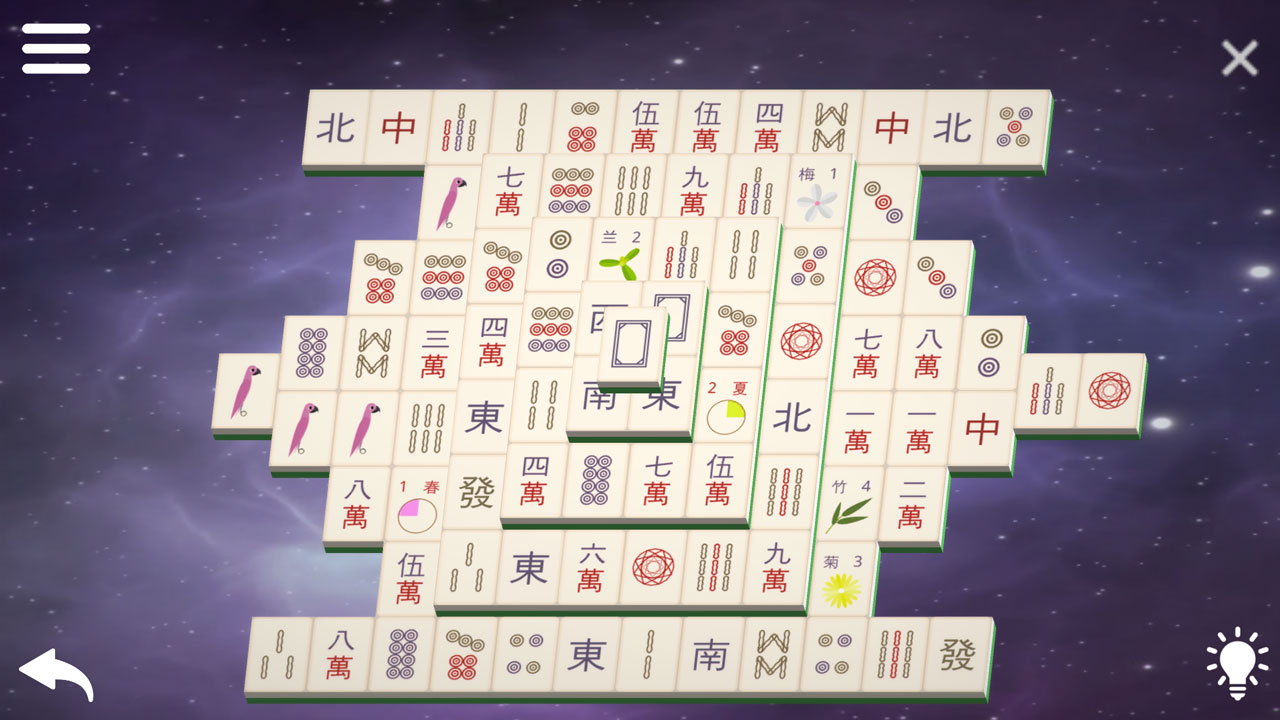 北 中 伍萬 伍萬 四萬 中 北
七萬 九萬 梅 1
兰 2
三萬 四萬 七萬 八萬
東 南 東 2 夏 北 一萬 一萬 中
八萬 1 春 發 四萬 七萬 伍萬 竹 4 二萬
伍萬 東 六萬 九萬 菊 3
八萬 東 南 發